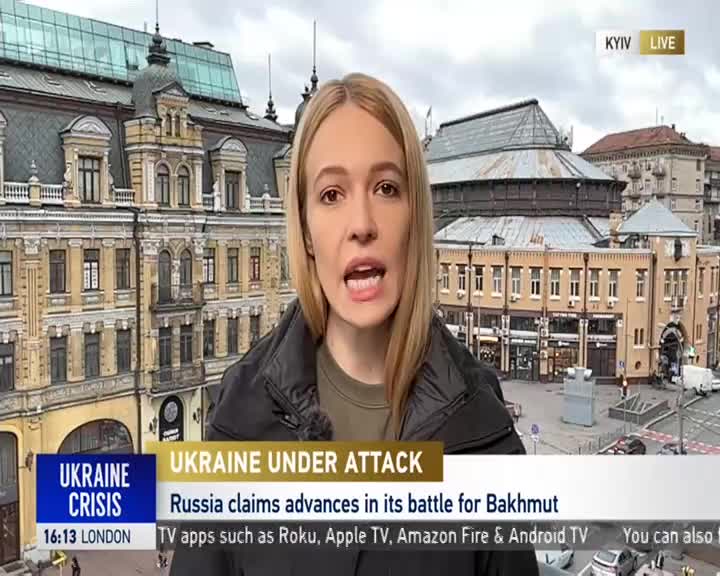 KYIV LIVE
UKRAINE UNDER ATTACK
UKRAINE
CRISIS
Russia claims advances in its battle for Bakhmut
16:13 LONDON
TV apps such as Roku, Apple TV, Amazon Fire & Android TV You can also